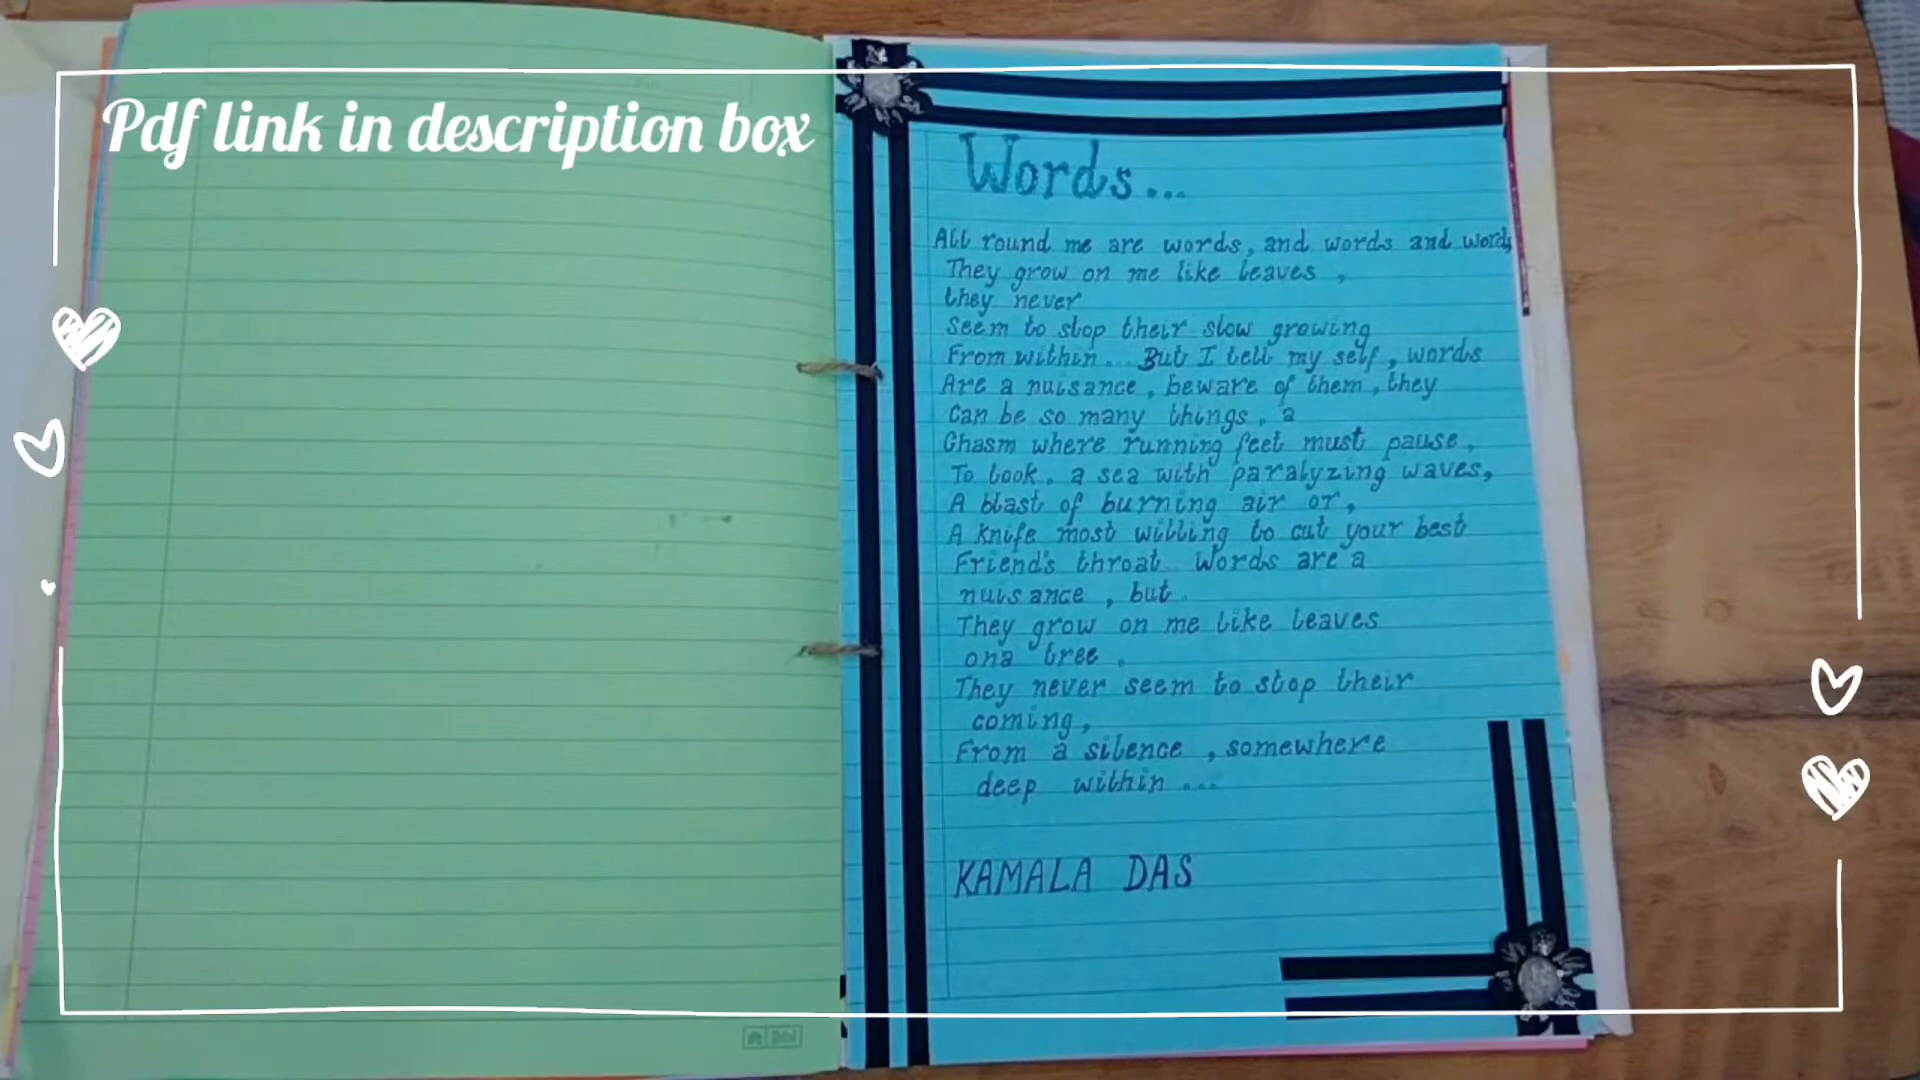 Pdf link in description box
Words...
All round me are words, and words and words,
They grow on me like leaves ,
they never
Seem to stop their slow growing
From within... But I tell my self, words
Are a nuisance, beware of them, they
Can be so many things, a
Chasm where running feet must pause,
To look, a sea with paralyzing waves,
A blast of burning air or,
A knife most willing to cut your best
Friend's throat. Words are a
nuisance , but.
They grow on me like leaves
ona tree .
They never seem to stop their
coming,
From a silence , somewhere
deep within ...
KAMALA DAS